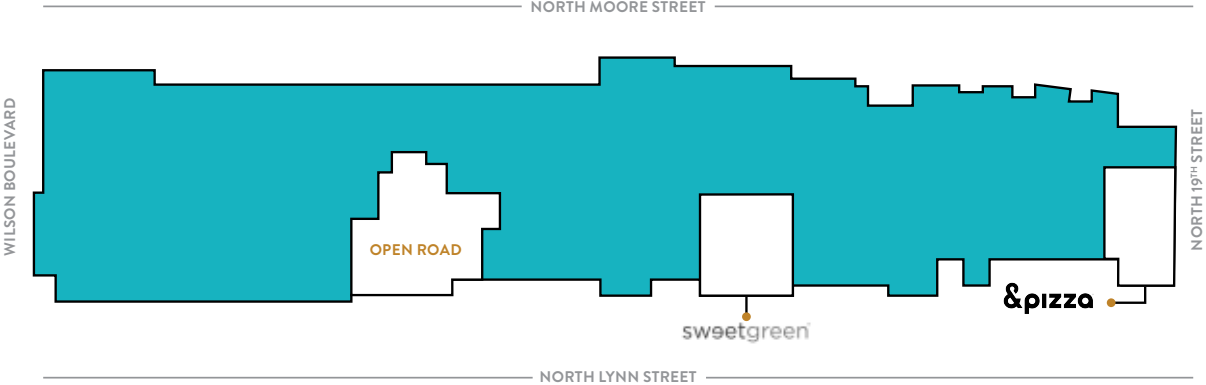 NORTH MOORE STREET
WILSON BOULEVARD
NORTH 19TH STREET
OPEN ROAD
&pizza
sweetgreen
NORTH LYNN STREET